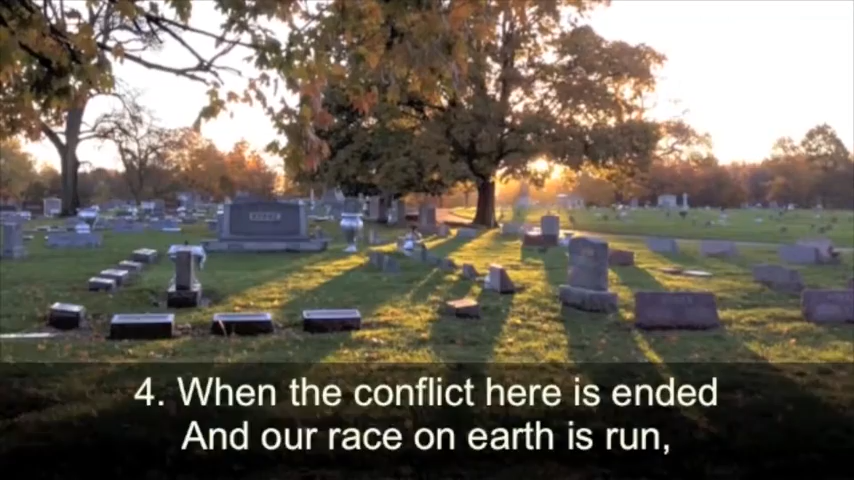 4. When the conflict here is ended
And our race on earth is run,